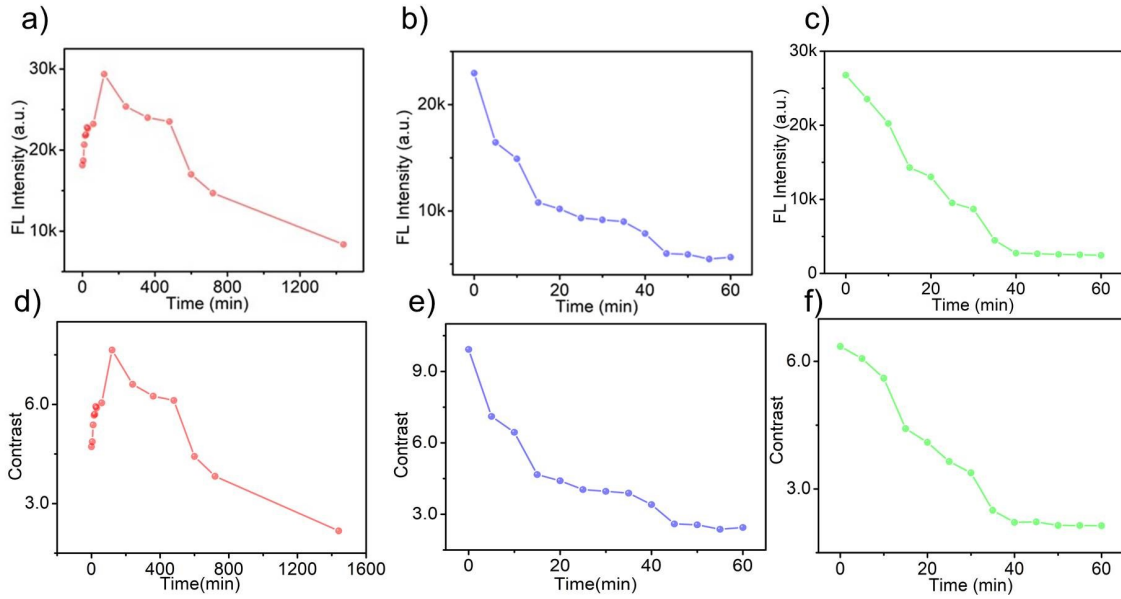 a)
FL Intensity (a.u.)
30k
20k
10k
0 400 800 1200
Time (min)
b)
FL Intensity (a.u.)
20k
10k
0 20 40 60
Time (min)
c)
FL Intensity (a.u.)
30k
20k
10k
0
0 20 40 60
Time (min)
d)
Contrast
6.0
3.0
0 400 800 1200 1600
Time(min)
e)
Contrast
9.0
6.0
3.0
0 20 40 60
Time(min)
f)
Contrast
6.0
3.0
0 20 40 60
Time (min)